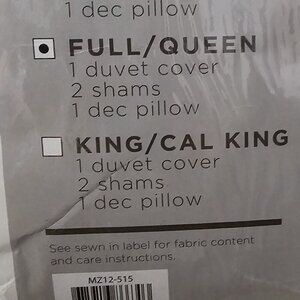 1 dec pillow
FULL/QUEEN
1 duvet cover
2 shams
1 dec pillow
KING/CAL KING
1 duvet cover
2 shams
1 dec pillow
See sewn in label for fabric content
and care instructions.
MZ12-515